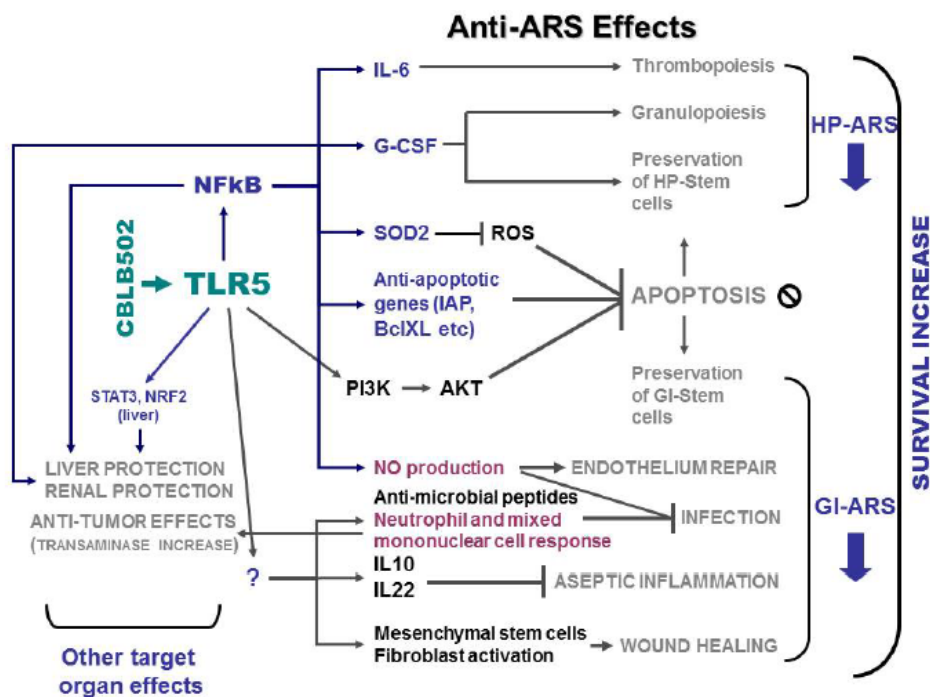 Anti-ARS Effects
IL-6
Thrombopoiesis
Granulopoiesis
HP-ARS
G-CSF
Preservation
of HP-Stem
cells
NFkB
SOD2
ROS
CBLB502
TLR5
Anti-apoptotic
genes (IAP,
BclXL etc)
APOPTOSIS
SURVIVAL INCREASE
PI3K
AKT
Preservation
of GI-Stem
cells
STAT3, NRF2
(liver)
LIVER PROTECTION
RENAL PROTECTION
NO production
ENDOTHELIUM REPAIR
ANTI-TUMOR EFFECTS
(TRANSAMINASE INCREASE)
Anti-microbial peptides
Neutrophil and mixed
mononuclear cell response
INFECTION
GI-ARS
?
IL10
IL22
ASEPTIC INFLAMMATION
Mesenchymal stem cells
Fibroblast activation
WOUND HEALING
Other target
organ effects